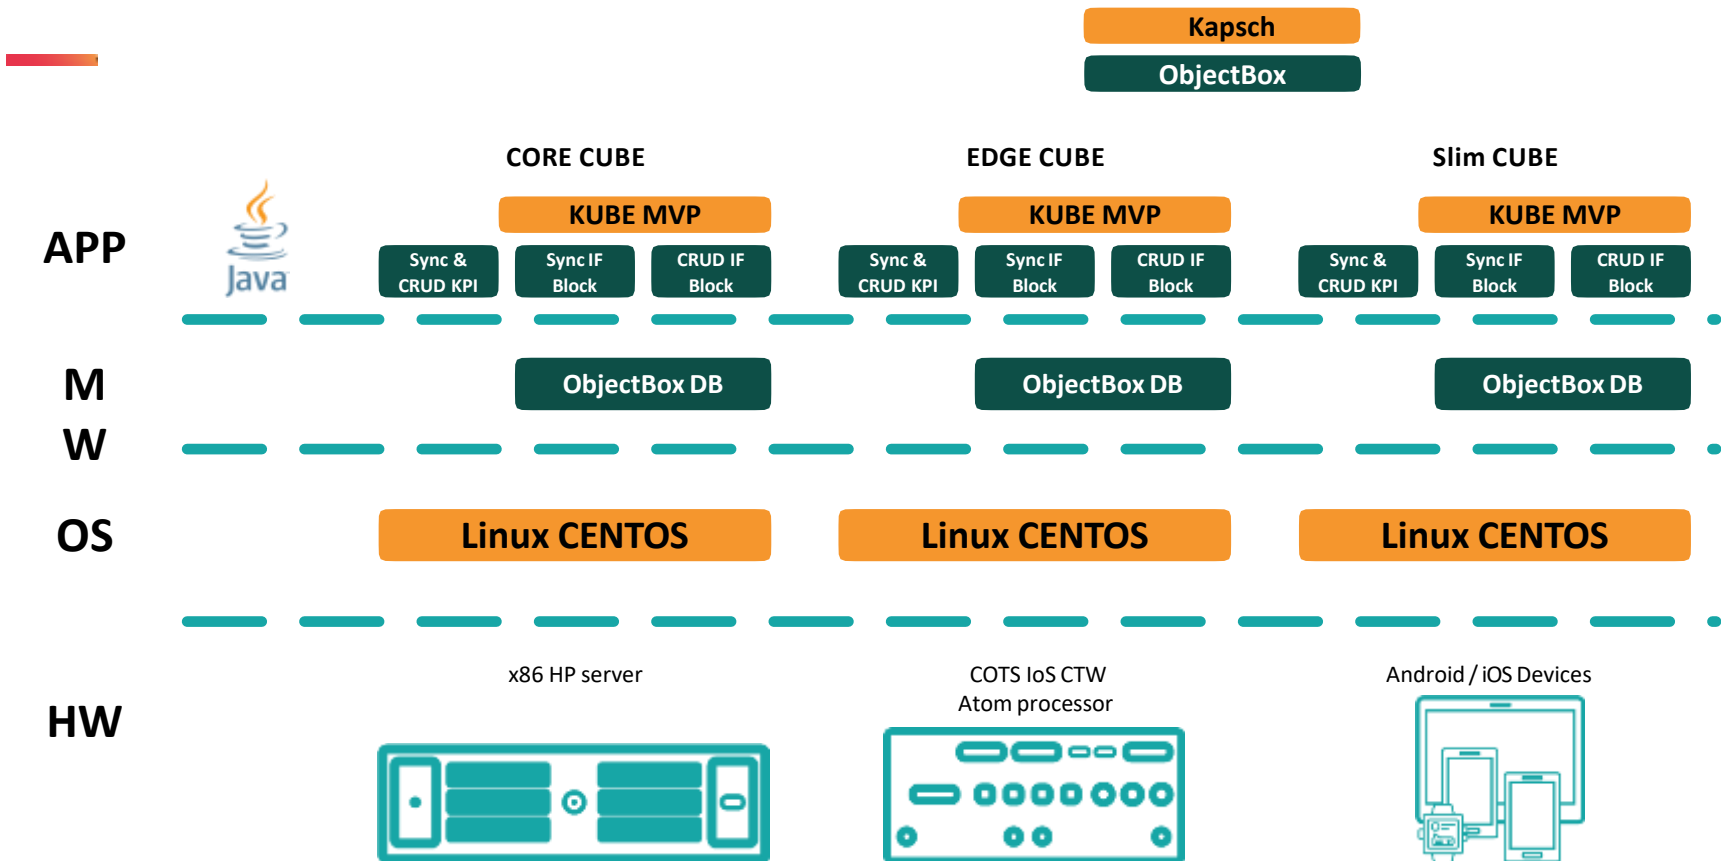 Kapsch
ObjectBox
CORE CUBE
EDGE CUBE
Slim CUBE
APP
Java
KUBE MVP
KUBE MVP
KUBE MVP
Sync &
CRUD KPI
Sync IF
Block
CRUD IF
Block
Sync &
CRUD KPI
Sync IF
Block
CRUD IF
Block
Sync &
CRUD KPI
Sync IF
Block
CRUD IF
Block
M
W
ObjectBox DB
ObjectBox DB
ObjectBox DB
OS
Linux CENTOS
Linux CENTOS
Linux CENTOS
HW
x86 HP server
COTS IoS CTW
Atom processor
Android / iOS Devices